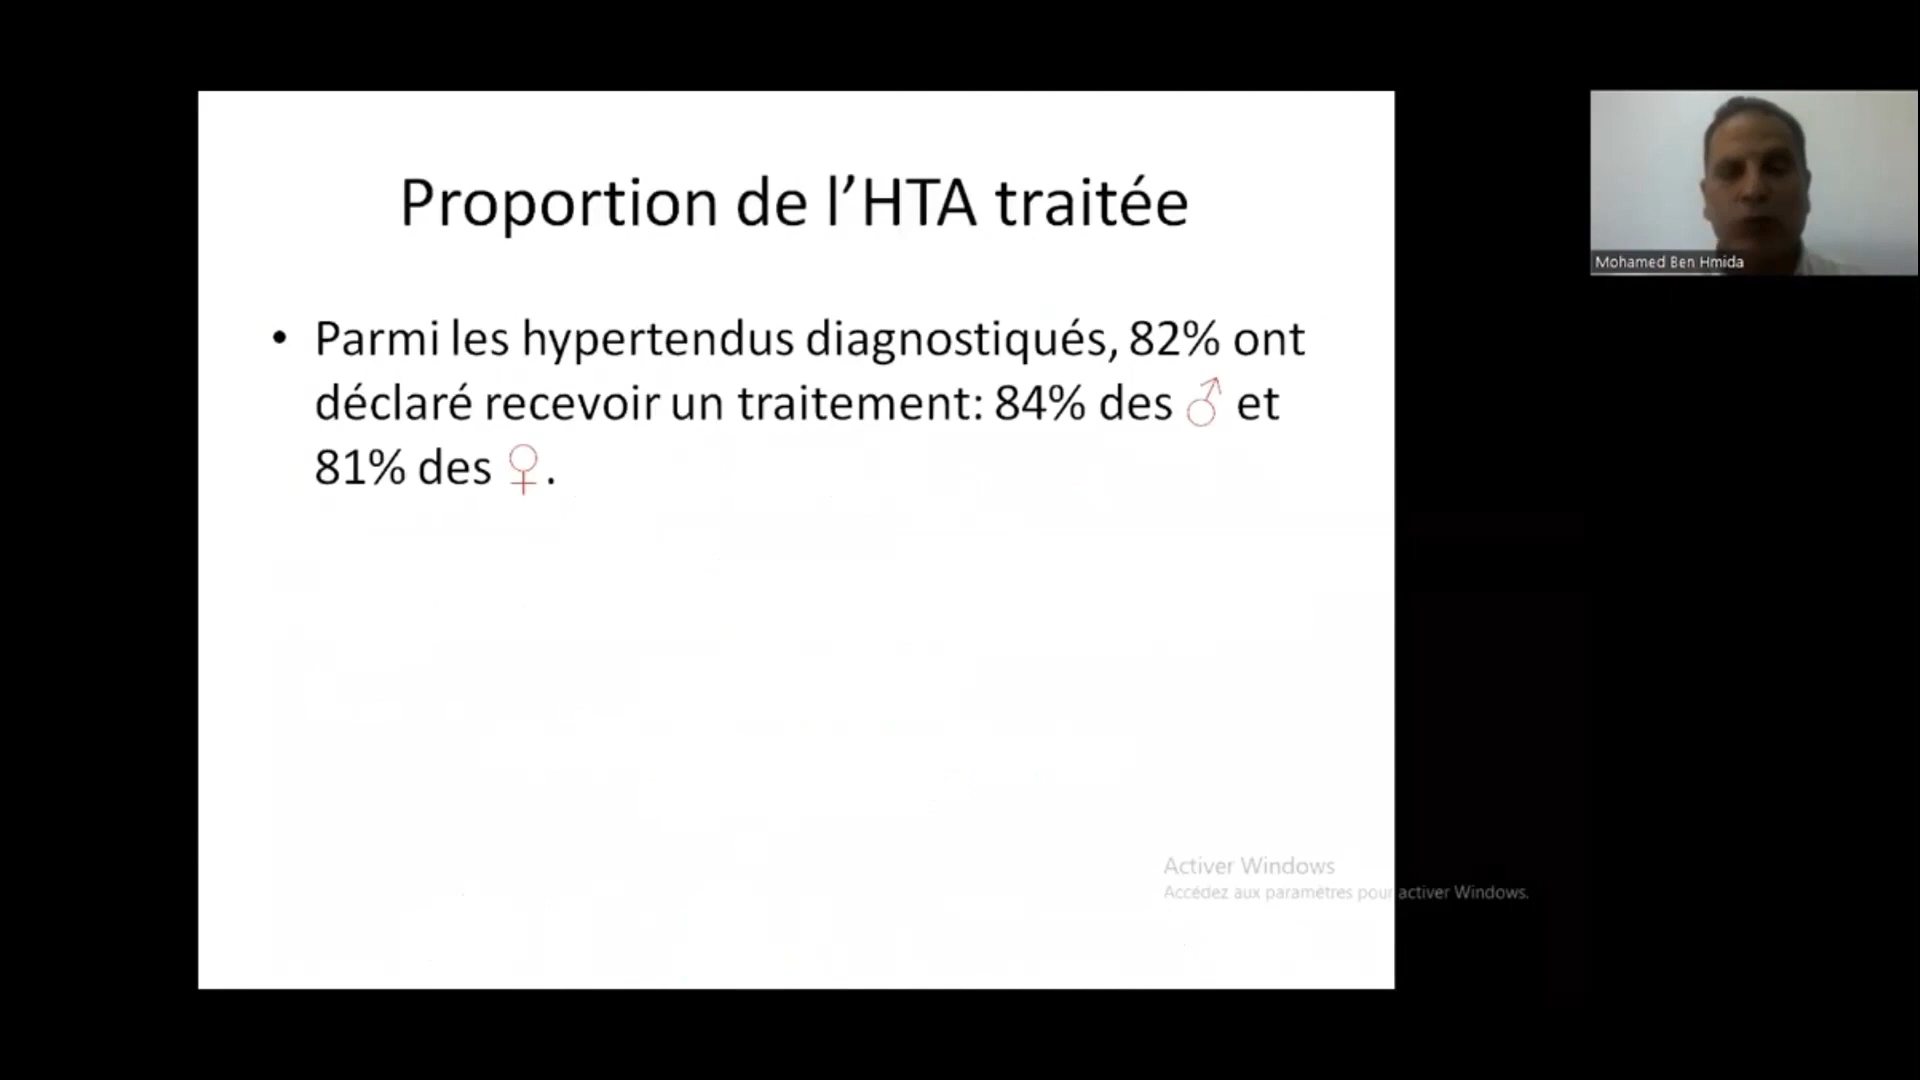 Proportion de l’HTA traitée
• Parmi les hypertendus diagnostiqués, 82% ont
déclaré recevoir un traitement: 84% des ♂ et
81% des ♀.
Mohamed Ben Hmida
Activer Windows
Accédez aux paramètres pour activer Windows.